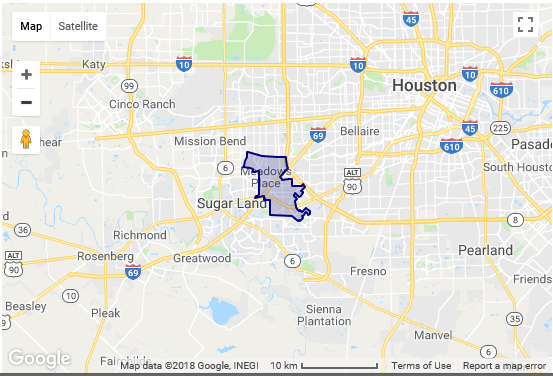 Map Satellite
Katy
99
10
Cinco Ranch
10
45
Houston
10
610
45
225
Pasade
69
Bellaire
610
Mission Bend
6
Meadows
Place
ALT
90
South Houston
Sugar Land
36
Richmond
8
ALT
90
Rosenberg
69
Greatwood
6
Pearland
Fresno
Friends
Beasley
10
Pleak
Sienna
Plantation
35
Manvel
6
Google
Map data ©2018 Google, INEGI
10 km
Terms of Use
Report a map error